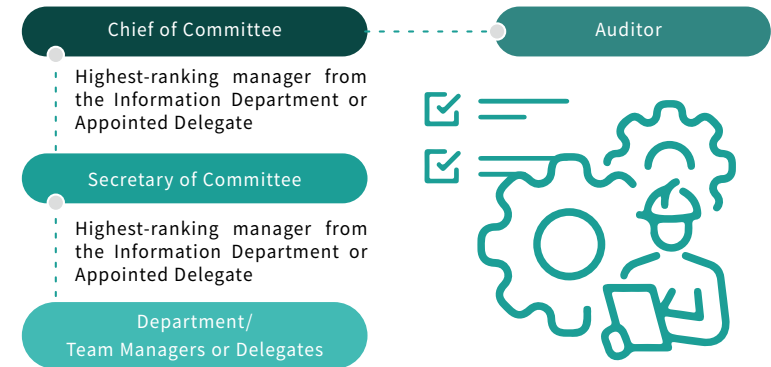 Chief of Committee
Auditor
Highest-ranking manager from
the Information Department or
Appointed Delegate
Secretary of Committee
Highest-ranking manager from
the Information Department or
Appointed Delegate
Department/
Team Managers or Delegates